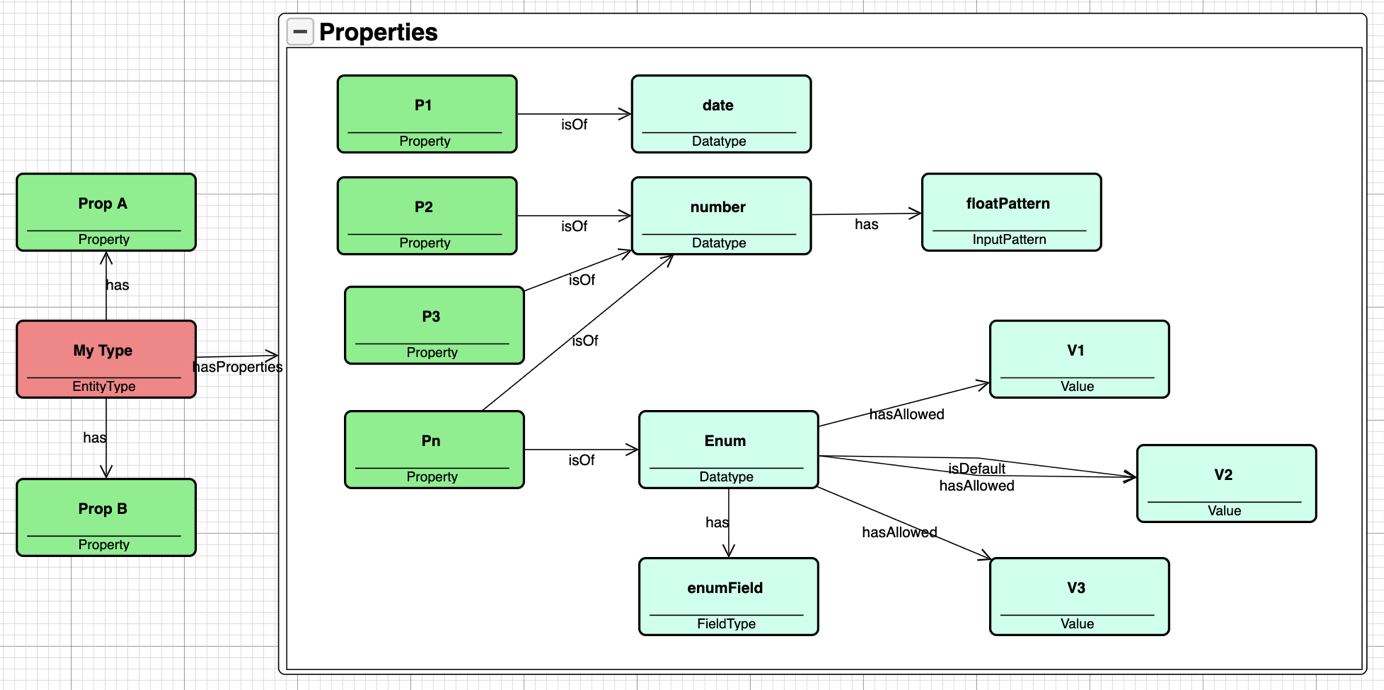 Properties
P1
Property
isOf
date
Datatype
P2
Property
isOf
number
Datatype
has
floatPattern
InputPattern
Prop A
Property
has
P3
Property
isOf
isOf
My Type
EntityType
hasProperties
V1
Value
has
Pn
Property
isOf
Enum
Datatype
hasAllowed
isDefault
hasAllowed
V2
Value
Prop B
Property
has
hasAllowed
enumField
FieldType
V3
Value